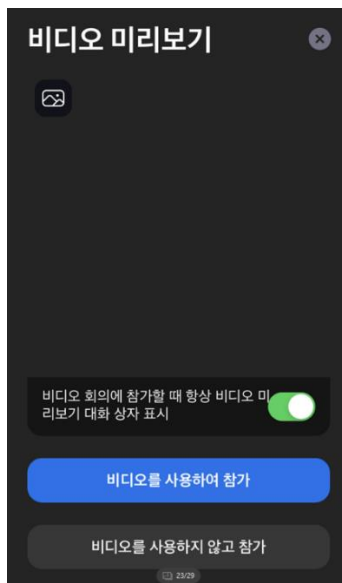 비디오 미리보기
비디오 회의에 참가할 때 항상 비디오 미
리보기 대화 상자 표시
비디오를 사용하여 참가
비디오를 사용하지 않고 참가
23/29